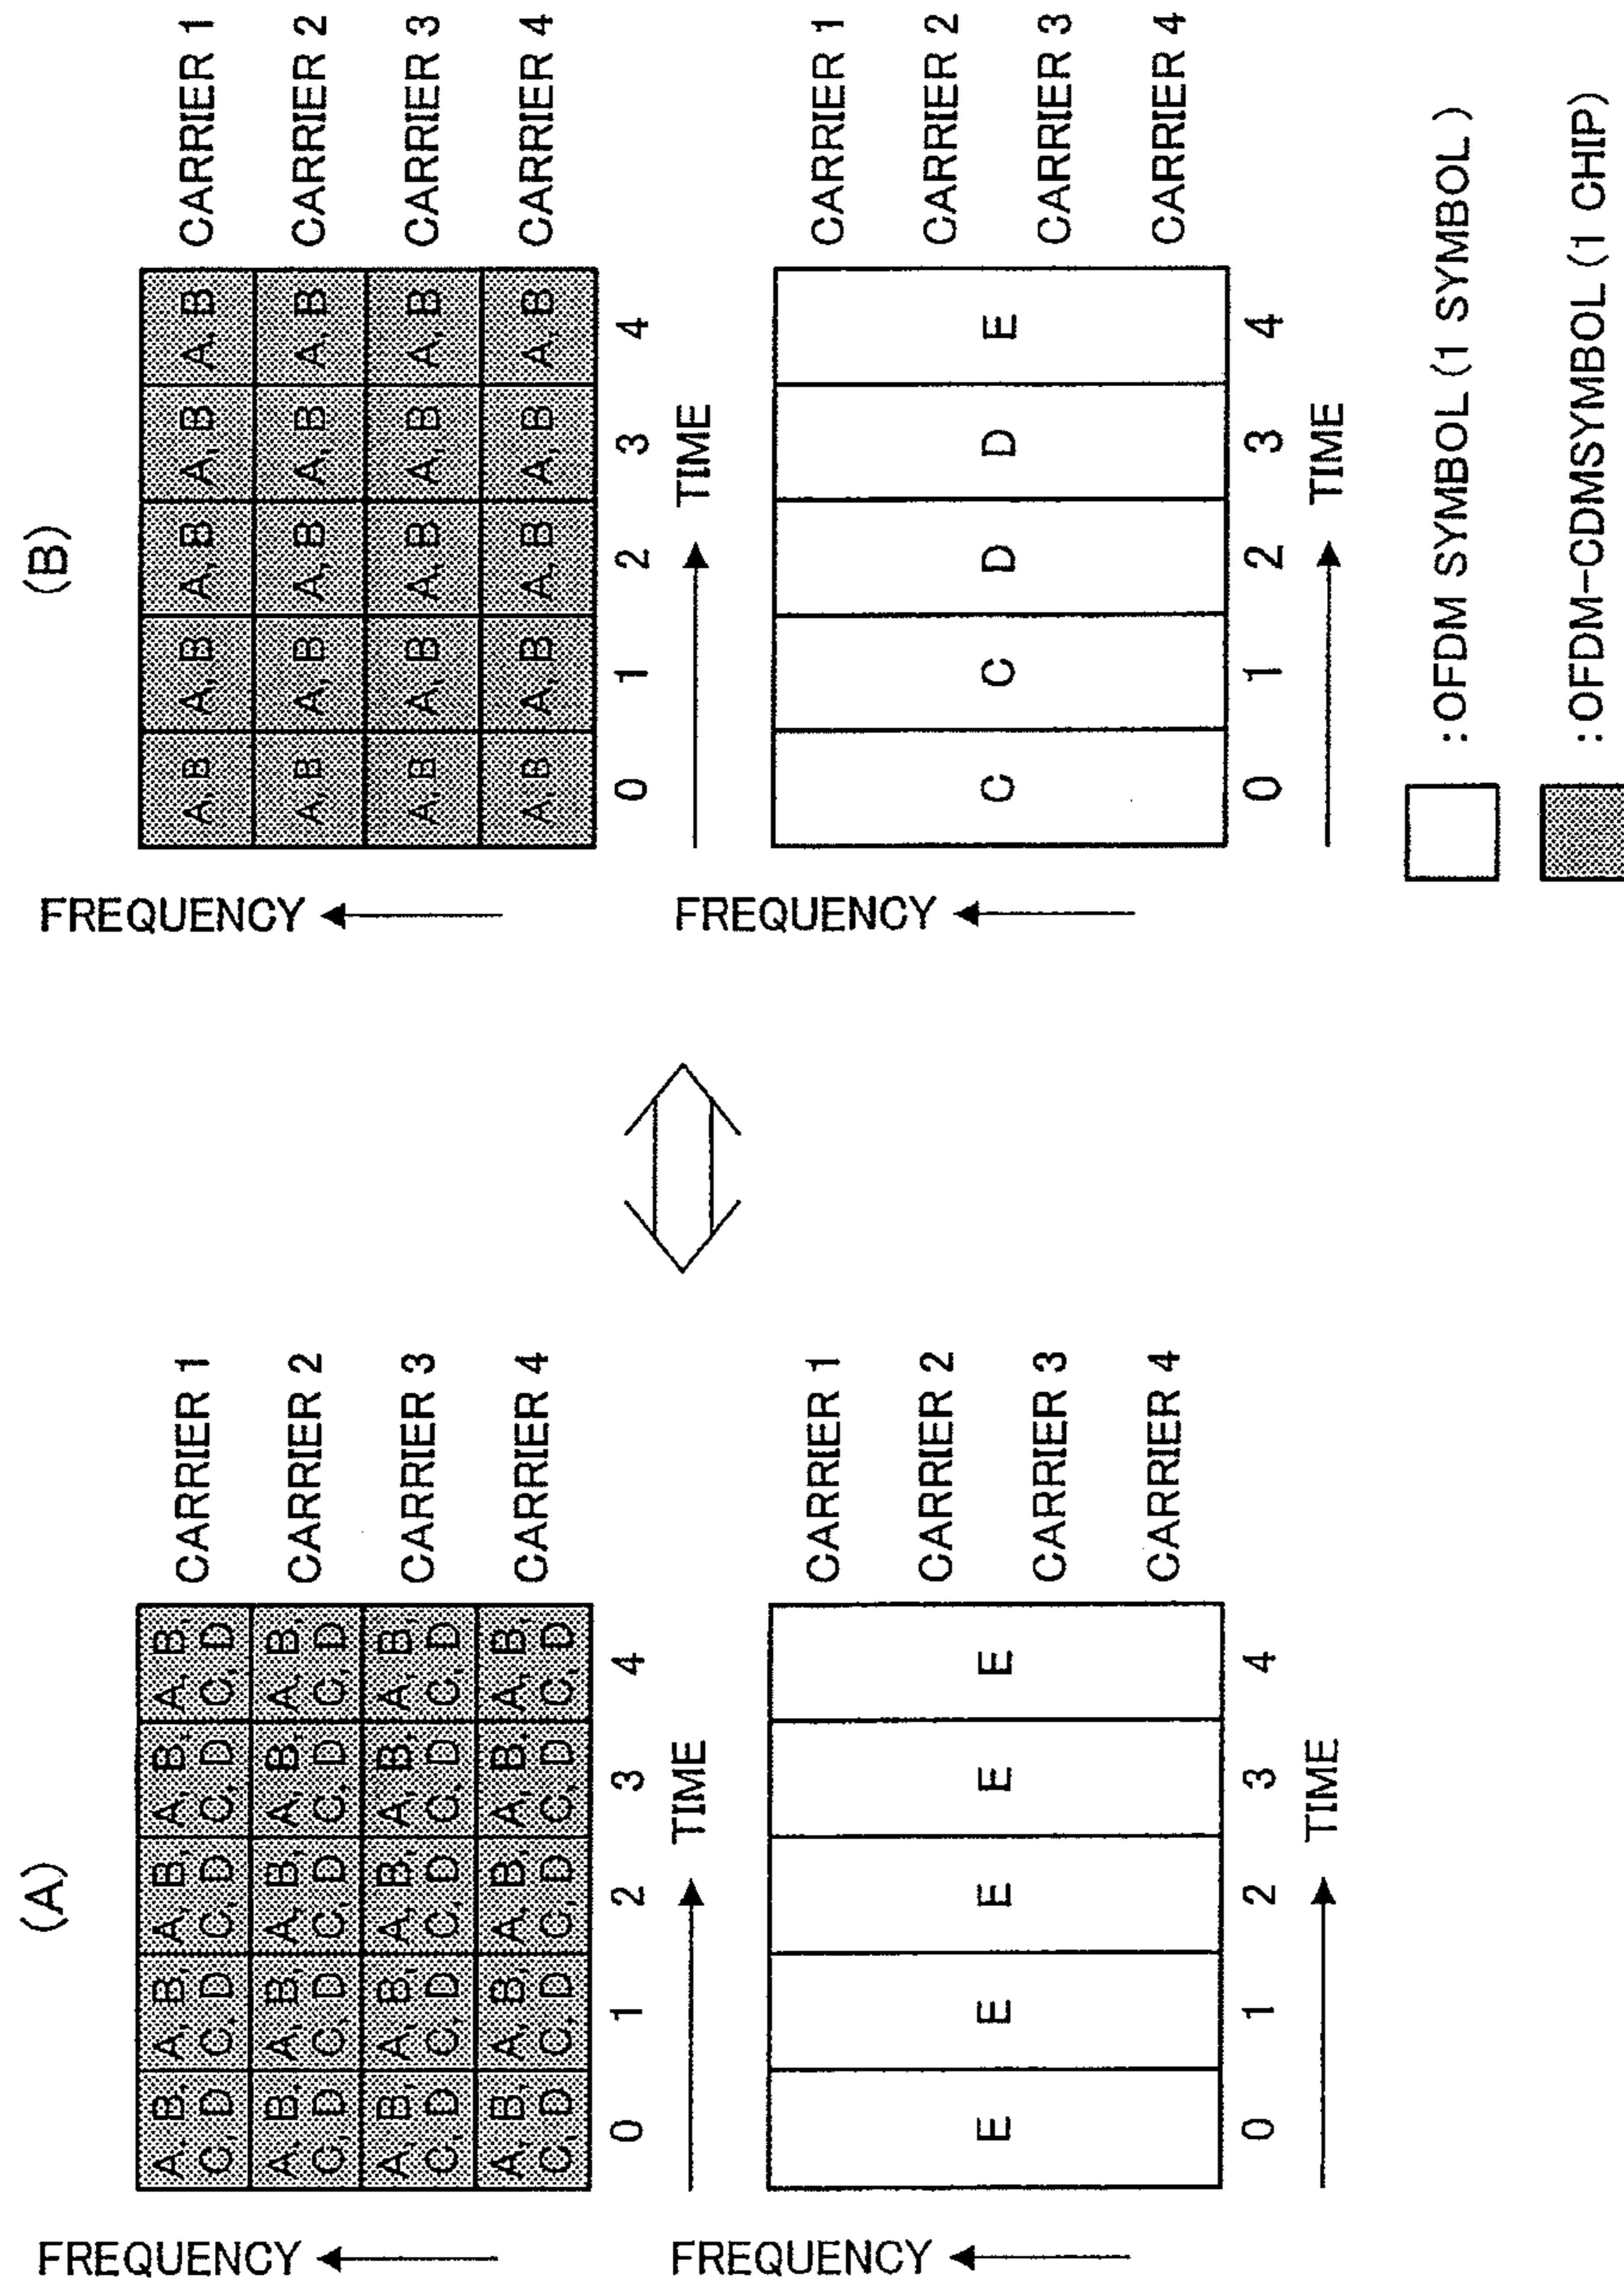 (A)
FREQUENCY
A, B, A, B, A, B, A, B, A, B,
C, D C, D C, D C, D C, D
CARRIER 1
A, B, A, B, A, B, A, B, A, B,
C, D C, D C, D C, D C, D
CARRIER 2
A, B, A, B, A, B, A, B, A, B,
C, D C, D C, D C, D C, D
CARRIER 3
A, B, A, B, A, B, A, B, A, B,
C, D C, D C, D C, D C, D
CARRIER 4
0 1 2 3 4
TIME
FREQUENCY
CARRIER 1
CARRIER 2
E E E E E
CARRIER 3
CARRIER 4
0 1 2 3 4
TIME
(B)
FREQUENCY
A, B A, B A, B A, B A, B CARRIER 1
A, B A, B A, B A, B A, B CARRIER 2
A, B A, B A, B A, B A, B CARRIER 3
A, B A, B A, B A, B A, B CARRIER 4
0 1 2 3 4
TIME
FREQUENCY
CARRIER 1
CARRIER 2
C C D D E
CARRIER 3
CARRIER 4
0 1 2 3 4
TIME
:OFDM SYMBOL (1 SYMBOL )
:OFDM-CDMSYMBOL (1 CHIP)